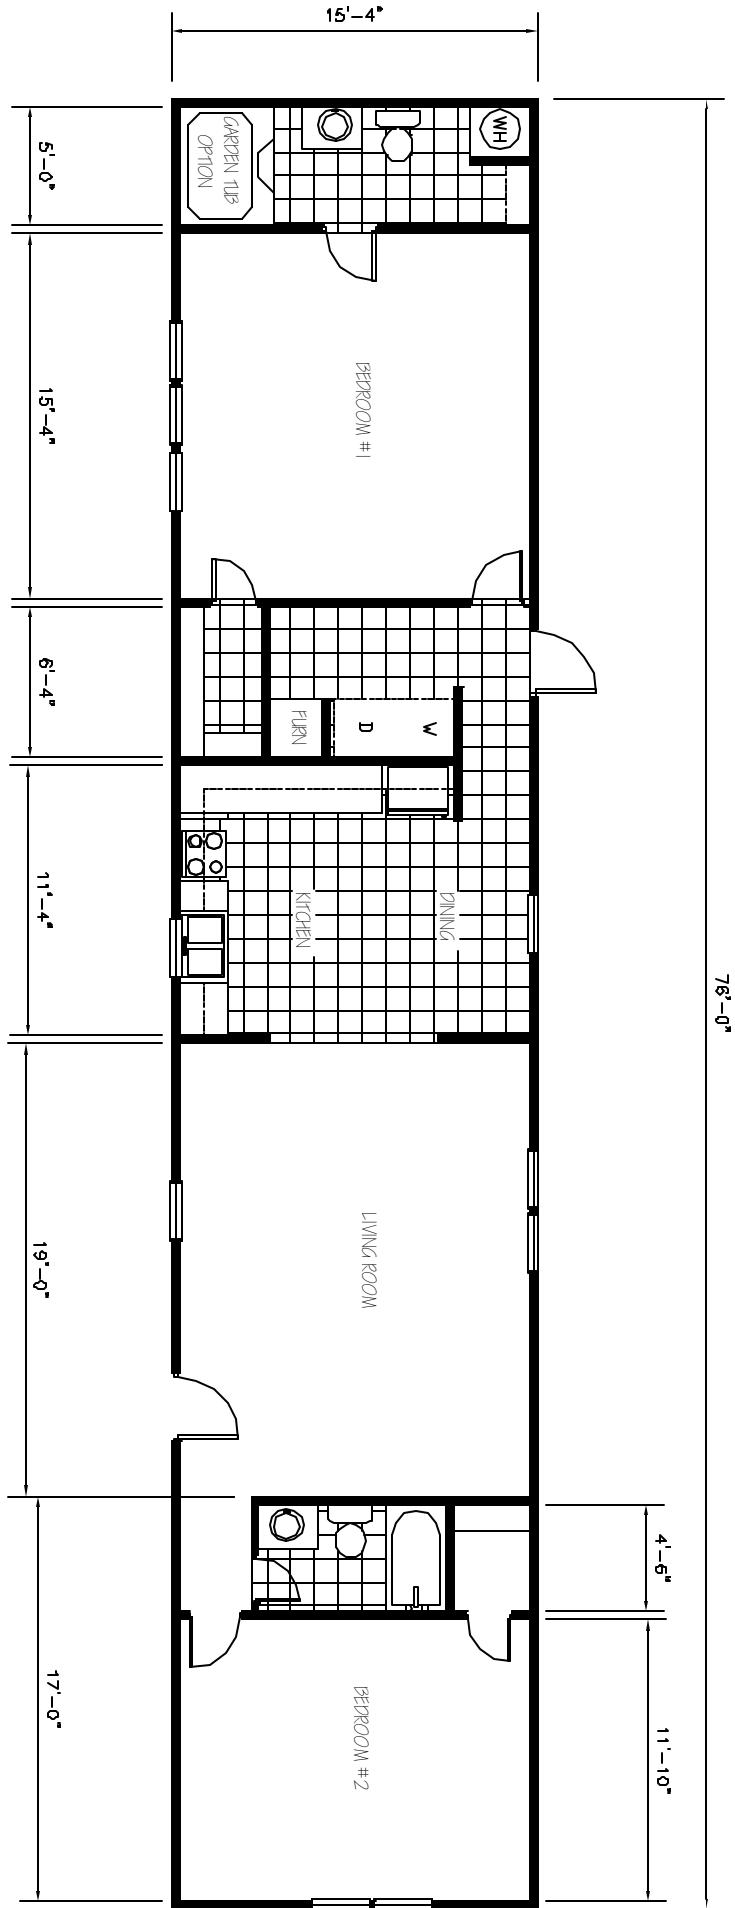 15'-4"
5'-0"
GARDEN TUB
OPTION
WH
15'-4"
BEDROOM #1
6'-4"
FURN
D
W
11'-4"
KITCHEN
DINING
76'-0"
19'-0"
LIVING ROOM
4'-6"
17'-0"
BEDROOM #2
11'-10"